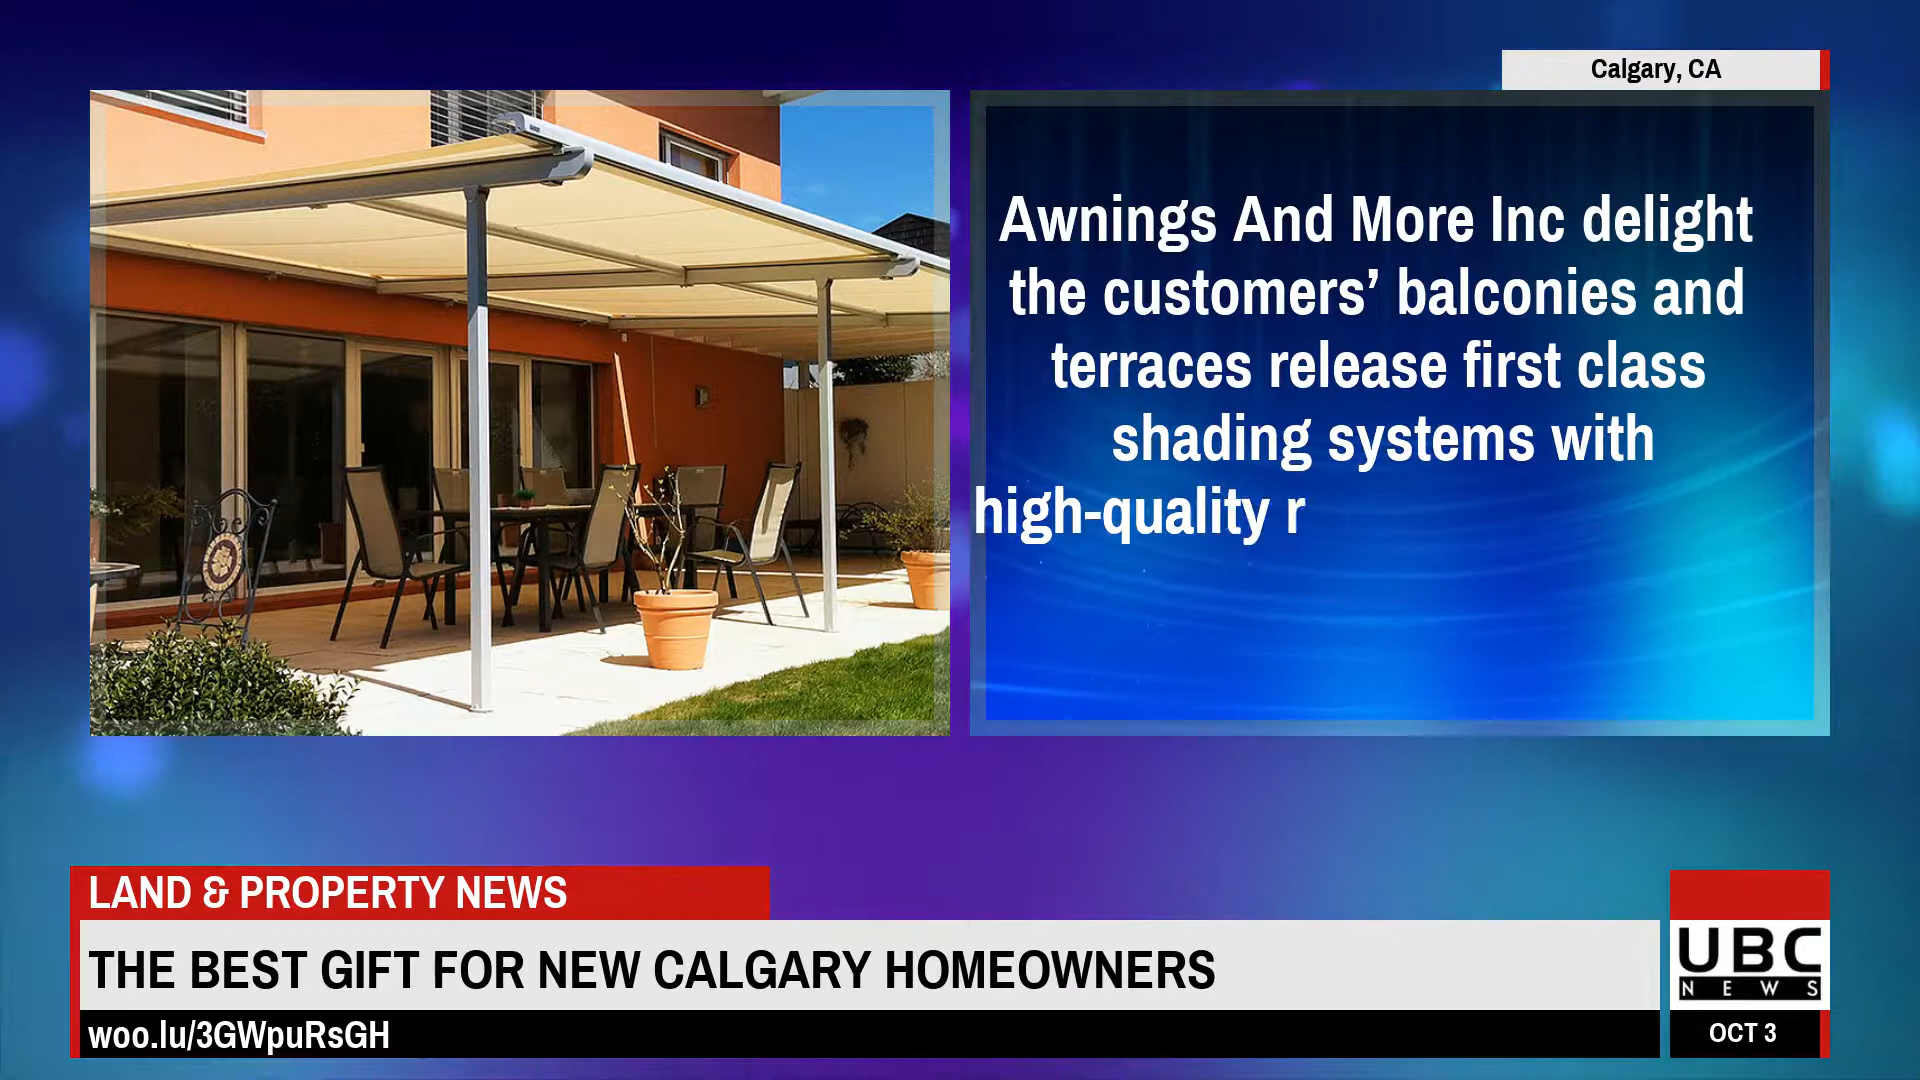 Calgary, CA
Awnings And More Inc delight
the customers’ balconies and
terraces release first class
shading systems with
high-quality r
LAND & PROPERTY NEWS
THE BEST GIFT FOR NEW CALGARY HOMEOWNERS
woo.lu/3GWpuRsGH
UBC
NEWS
OCT 3